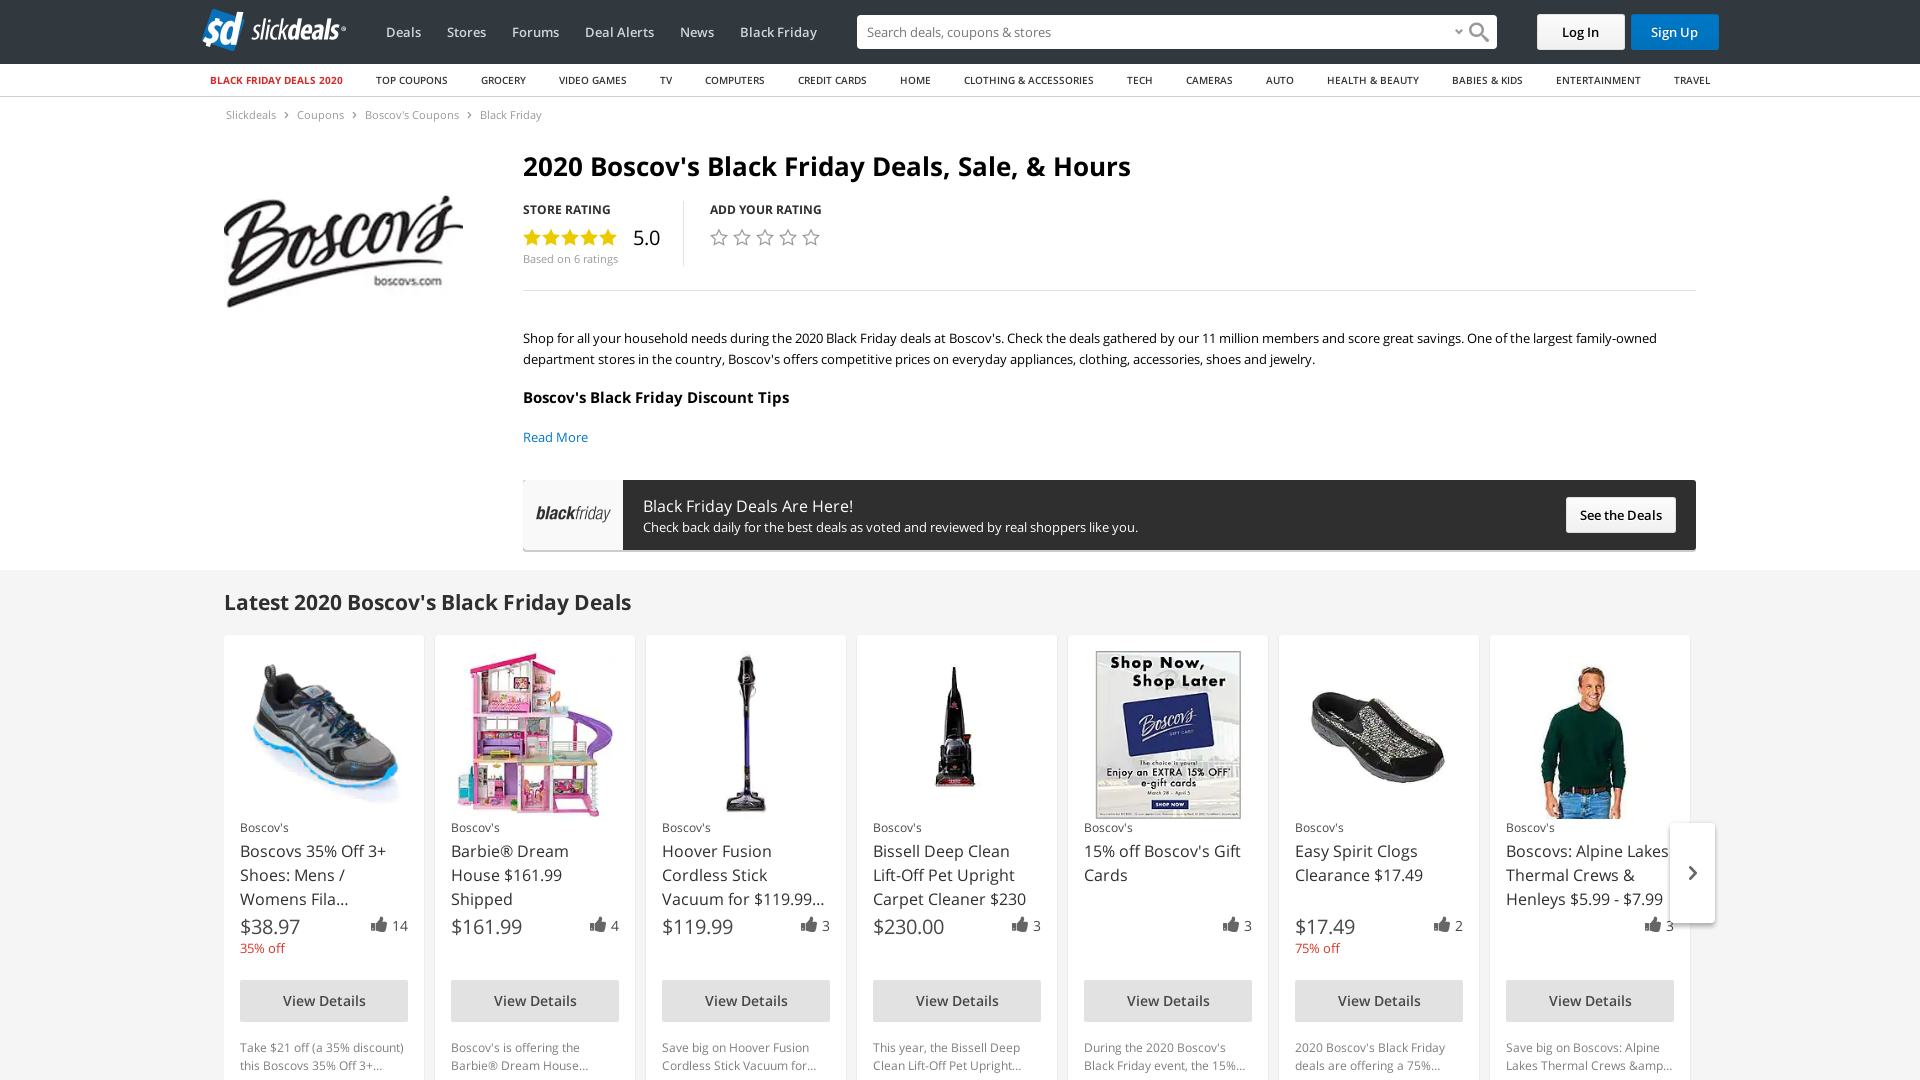 sd slickdeals
Deals Stores Forums Deal Alerts News Black Friday
Search deals, coupons & stores
Log In Sign Up
BLACK FRIDAY DEALS 2020 TOP COUPONS GROCERY VIDEO GAMES TV COMPUTERS CREDIT CARDS HOME CLOTHING & ACCESSORIES TECH CAMERAS AUTO HEALTH & BEAUTY BABIES & KIDS ENTERTAINMENT TRAVEL
Slickdeals > Coupons > Boscov's Coupons > Black Friday
Boscov's
boscovs.com
2020 Boscov's Black Friday Deals, Sale, & Hours
STORE RATING
5.0
Based on 6 ratings
ADD YOUR RATING
Shop for all your household needs during the 2020 Black Friday deals at Boscov's. Check the deals gathered by our 11 million members and score great savings. One of the largest family-owned
department stores in the country, Boscov's offers competitive prices on everyday appliances, clothing, accessories, shoes and jewelry.
Boscov's Black Friday Discount Tips
Read More
blackfriday
Black Friday Deals Are Here!
Check back daily for the best deals as voted and reviewed by real shoppers like you.
See the Deals
Latest 2020 Boscov's Black Friday Deals
Boscov's
Boscovs 35% Off 3+
Shoes: Mens /
Womens Fila...
$38.97 14
35% off
View Details
Take $21 off (a 35% discount)
this Boscovs 35% Off 3+...
Boscov's
Barbie® Dream
House $161.99
Shipped
$161.99 4
View Details
Boscov's is offering the
Barbie® Dream House...
Boscov's
Hoover Fusion
Cordless Stick
Vacuum for $119.99...
$119.99 3
View Details
Save big on Hoover Fusion
Cordless Stick Vacuum for...
Boscov's
Bissell Deep Clean
Lift-Off Pet Upright
Carpet Cleaner $230
$230.00 3
View Details
This year, the Bissell Deep
Clean Lift-Off Pet Upright...
Shop Now,
Shop Later
Boscov's
GIFT CARD
The choice is yours!
Enjoy an EXTRA 15% OFF*
e-gift cards
March 28 - April 5
SHOP NOW
Boscov's
15% off Boscov's Gift
Cards
3
View Details
During the 2020 Boscov's
Black Friday event, the 15%...
Boscov's
Easy Spirit Clogs
Clearance $17.49
$17.49 2
75% off
View Details
2020 Boscov's Black Friday
deals are offering a 75%...
Boscov's
Boscovs: Alpine Lakes
Thermal Crews &
Henleys $5.99 - $7.99
3
View Details
Save big on Boscovs: Alpine
Lakes Thermal Crews &amp...